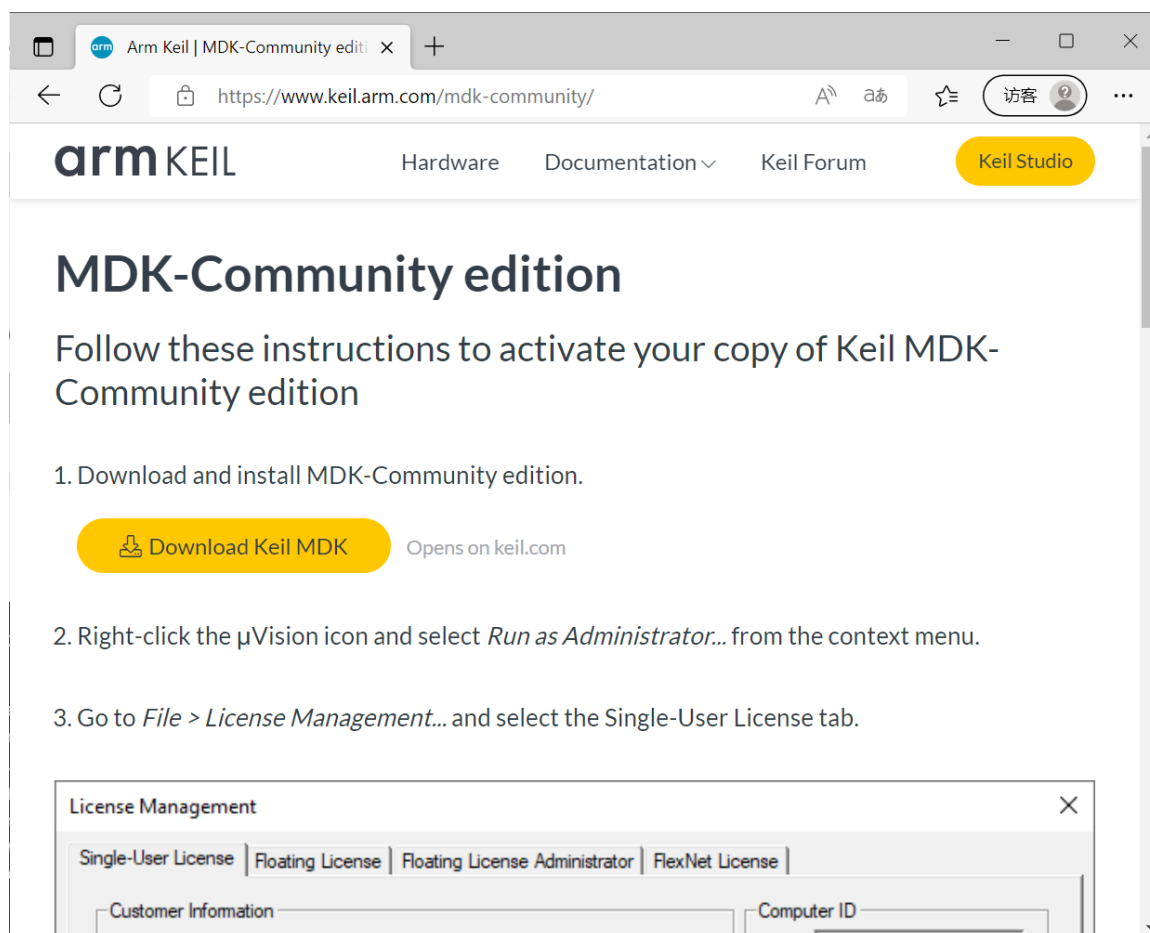 arm Arm Keil | MDK-Community editi
https://www.keil.arm.com/mdk-community/ A aあ 访客
arm KEIL Hardware Documentation Keil Forum Keil Studio
MDK-Community edition
Follow these instructions to activate your copy of Keil MDK-
Community edition
1. Download and install MDK-Community edition.
Download Keil MDK Opens on keil.com
2. Right-click the µVision icon and select Run as Administrator... from the context menu.
3. Go to File > License Management... and select the Single-User License tab.
License Management
Single-User License Floating License Floating License Administrator FlexNet License
Customer Information Computer ID